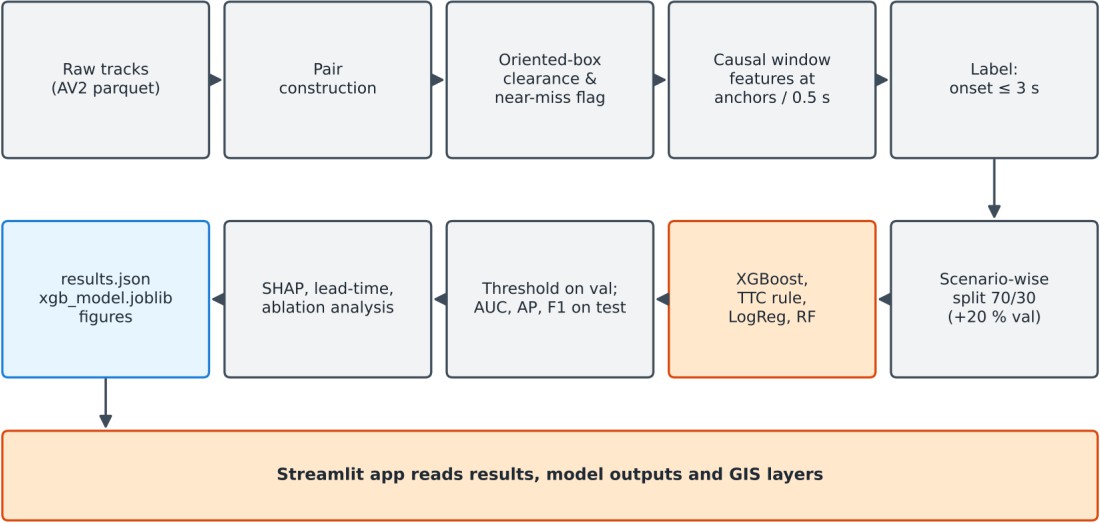 Raw tracks
(AV2 parquet)
Pair
construction
Oriented-box
clearance &
near-miss flag
Causal window
features at
anchors / 0.5 s
Label:
onset ≤ 3 s
results.json
xgb_model.joblib
figures
SHAP, lead-time,
ablation analysis
Threshold on val;
AUC, AP, F1 on test
XGBoost,
TTC rule,
LogReg, RF
Scenario-wise
split 70/30
(+20 % val)
Streamlit app reads results, model outputs and GIS layers